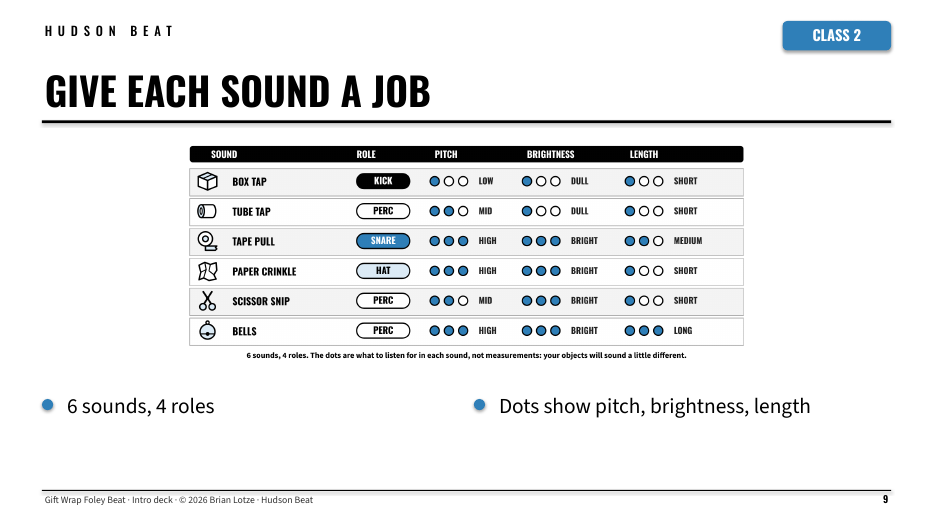 HUDSON BEAT
CLASS 2
GIVE EACH SOUND A JOB
SOUND ROLE PITCH BRIGHTNESS LENGTH
BOX TAP KICK LOW DULL SHORT
TUBE TAP PERC MID DULL SHORT
TAPE PULL SNARE HIGH BRIGHT MEDIUM
PAPER CRINKLE HAT HIGH BRIGHT SHORT
SCISSOR SNIP PERC MID BRIGHT SHORT
BELLS PERC HIGH BRIGHT LONG
6 sounds, 4 roles. The dots are what to listen for in each sound, not measurements: your objects will sound a little different.
6 sounds, 4 roles
Dots show pitch, brightness, length
Gift Wrap Foley Beat · Intro deck · © 2026 Brian Lotze · Hudson Beat
9